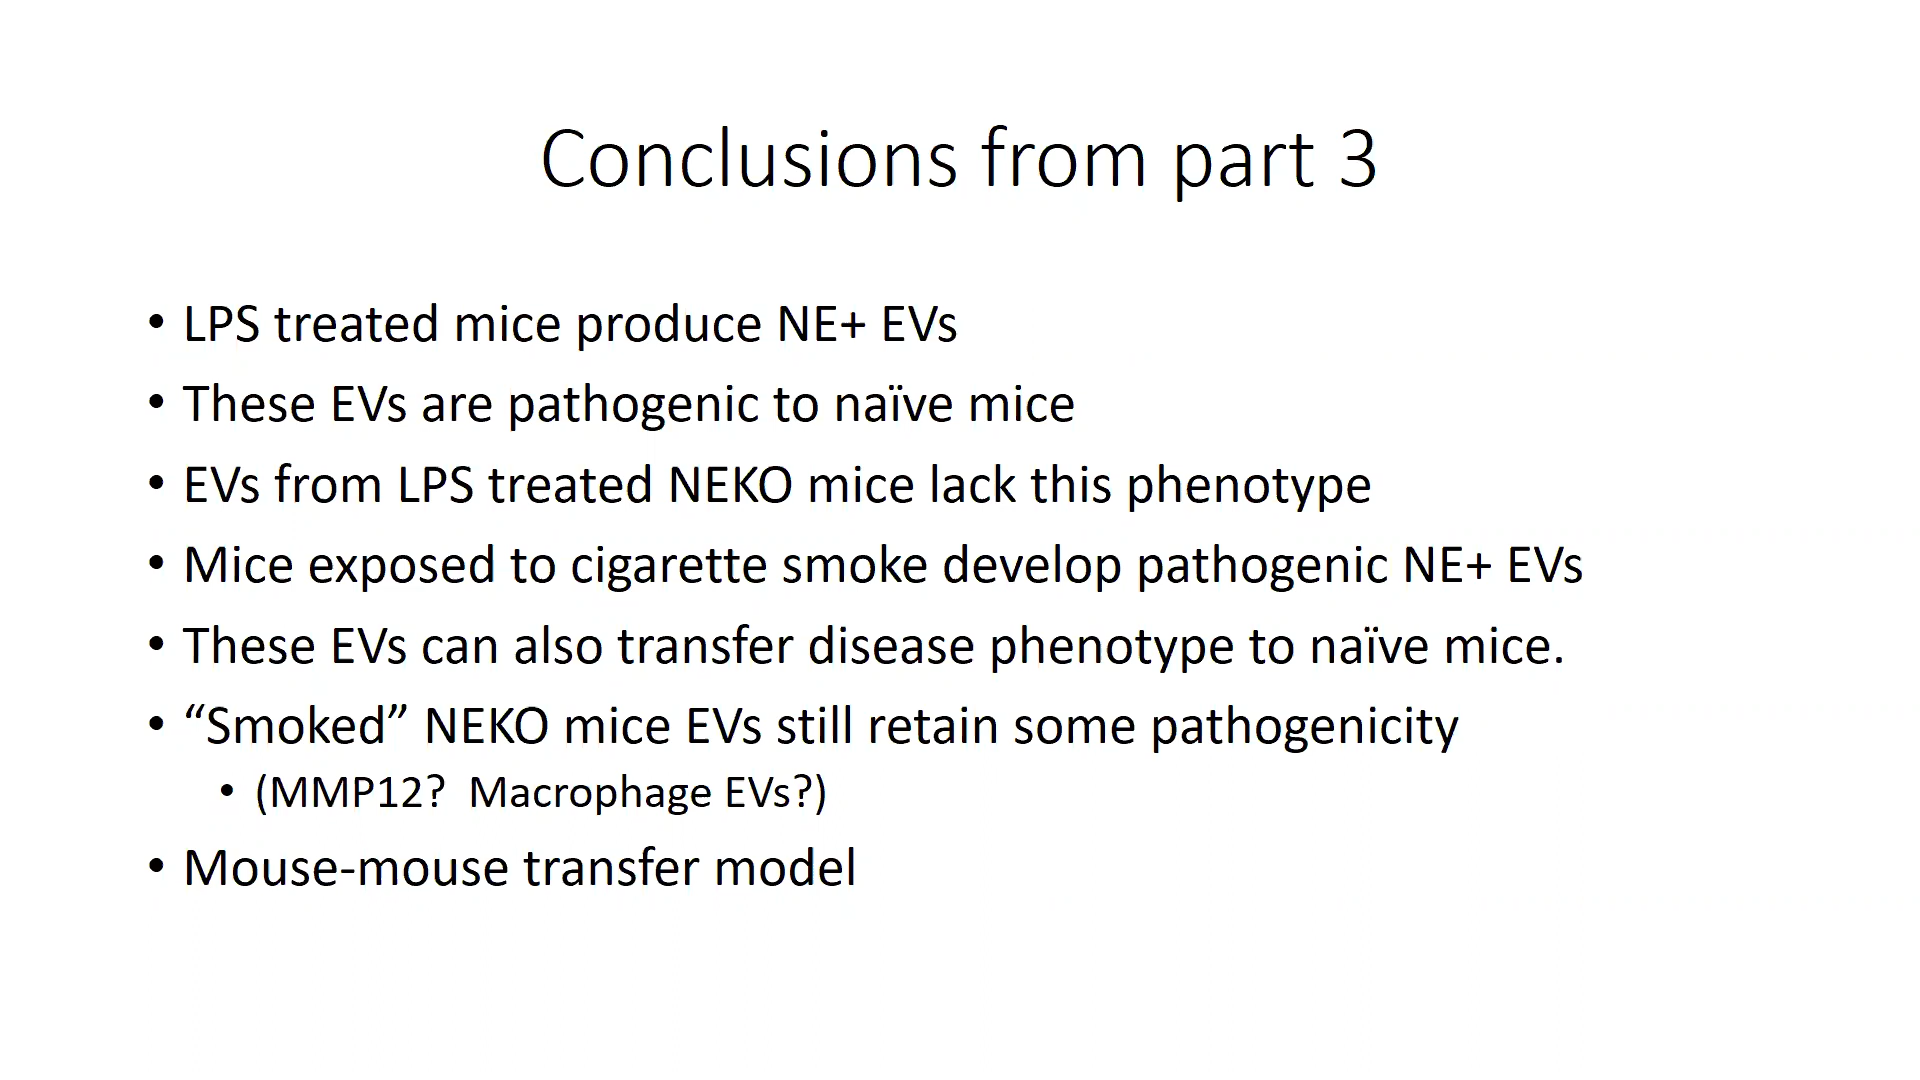 Conclusions from part 3
• LPS treated mice produce NE+ EVs
• These EVs are pathogenic to naïve mice
• EVs from LPS treated NEKO mice lack this phenotype
• Mice exposed to cigarette smoke develop pathogenic NE+ EVs
• These EVs can also transfer disease phenotype to naïve mice.
• “Smoked” NEKO mice EVs still retain some pathogenicity
• (MMP12?  Macrophage EVs?)
• Mouse-mouse transfer model